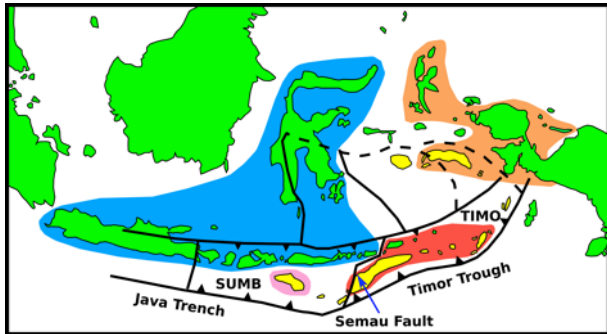 TIMO
SUMB
Timor Trough
Java Trench
Semau Fault